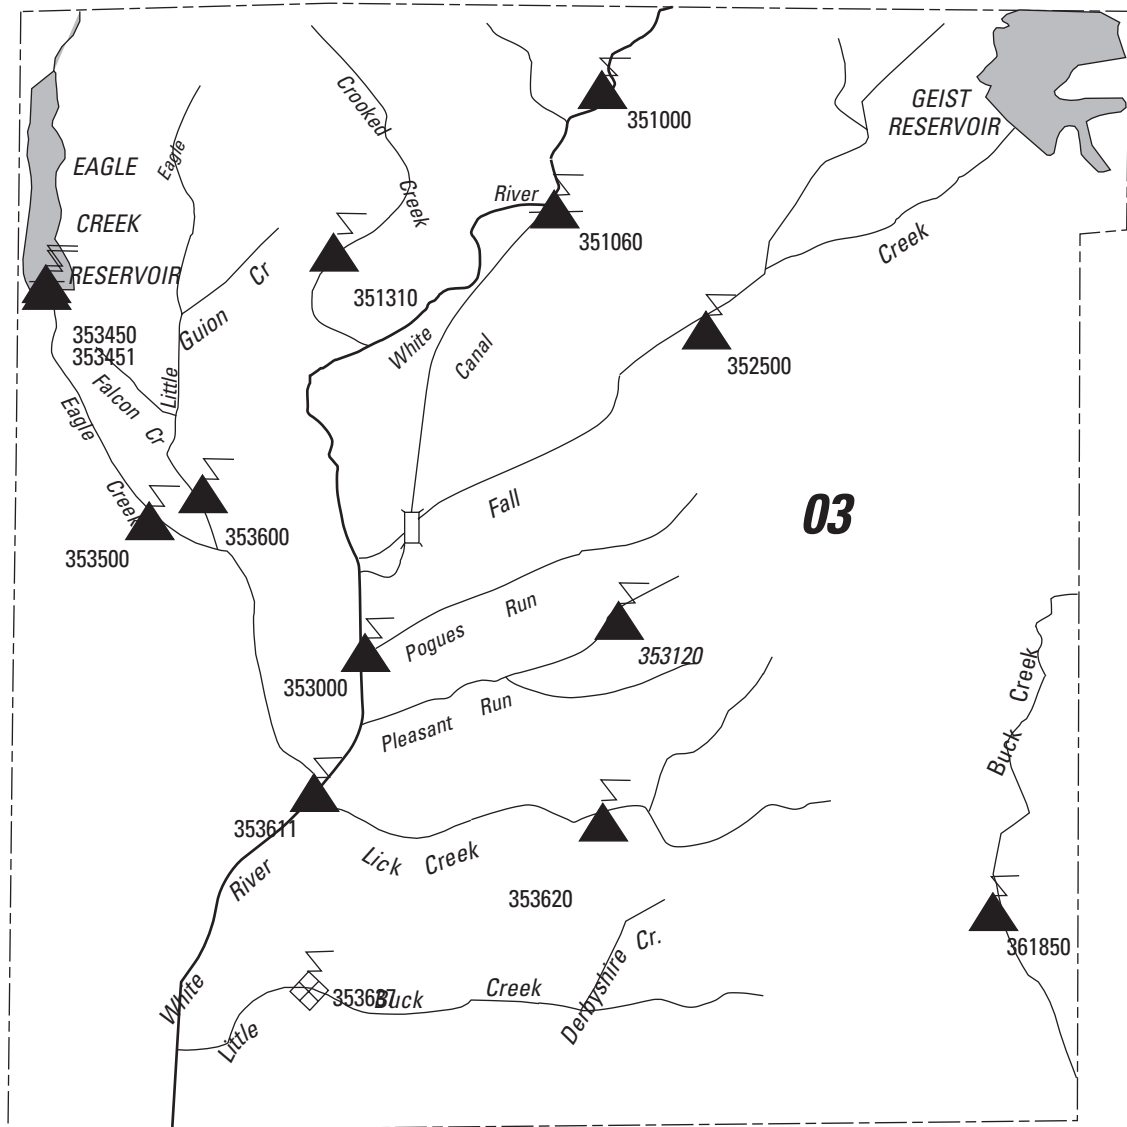 Crooked
Creek
351000
GEIST
RESERVOIR
EAGLE
CREEK
RESERVOIR
Eagle
Little
River
351060
Creek
Guion Cr
351310
White
Canal
353450
353451
352500
Falcon Cr
Eagle
Creek
Fall
03
353600
353500
Pogues Run
353120
353000
Pleasant Run
Buck Creek
353611
Lick Creek
River
353620
361850
Derbyshire Cr.
White
Little
Buck Creek